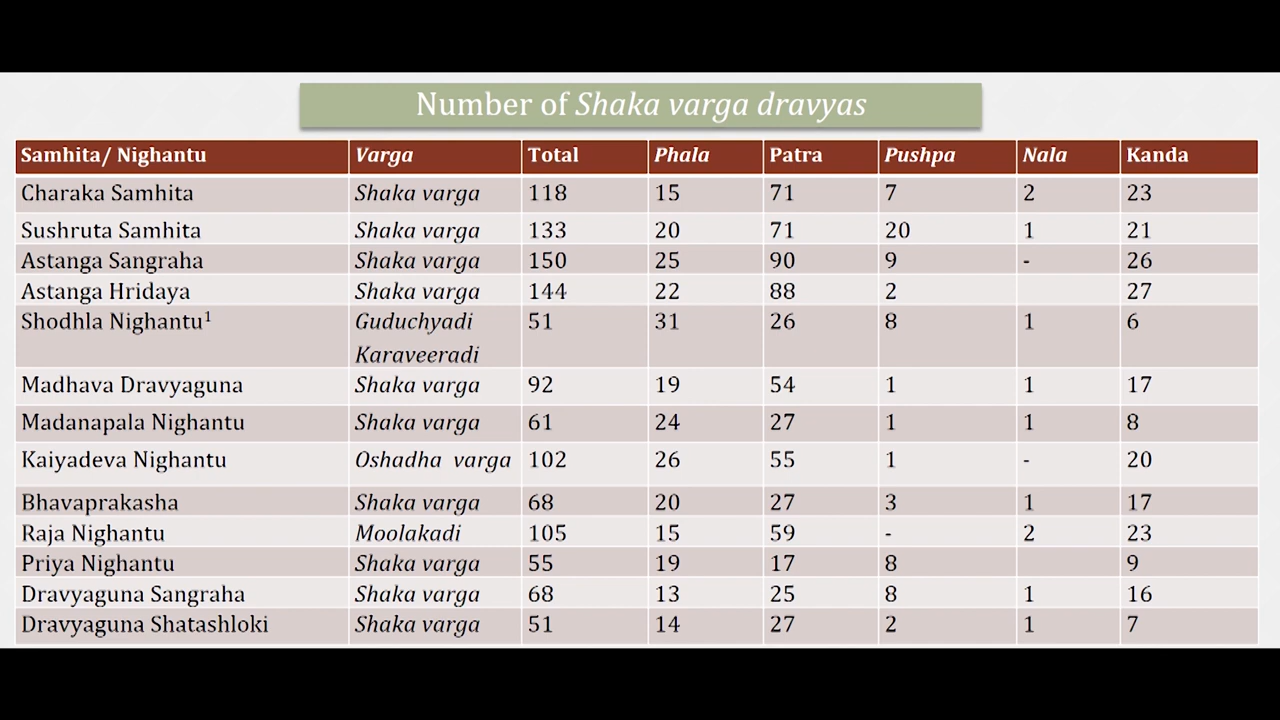 Number of Shaka varga dravyas
Samhita/ Nighantu Varga Total Phala Patra Pushpa Nala Kanda
Charaka Samhita Shaka varga 118 15 71 7 2 23
Sushruta Samhita Shaka varga 133 20 71 20 1 21
Astanga Sangraha Shaka varga 150 25 90 9 - 26
Astanga Hridaya Shaka varga 144 22 88 2 27
Shodhla Nighantu¹ Guduchyadi 51 31 26 8 1 6
Karaveeradi
Madhava Dravyaguna Shaka varga 92 19 54 1 1 17
Madanapala Nighantu Shaka varga 61 24 27 1 1 8
Kaiyadeva Nighantu Oshadha varga 102 26 55 1 - 20
Bhavaprakasha Shaka varga 68 20 27 3 1 17
Raja Nighantu Moolakadi 105 15 59 - 2 23
Priya Nighantu Shaka varga 55 19 17 8 9
Dravyaguna Sangraha Shaka varga 68 13 25 8 1 16
Dravyaguna Shatashloki Shaka varga 51 14 27 2 1 7